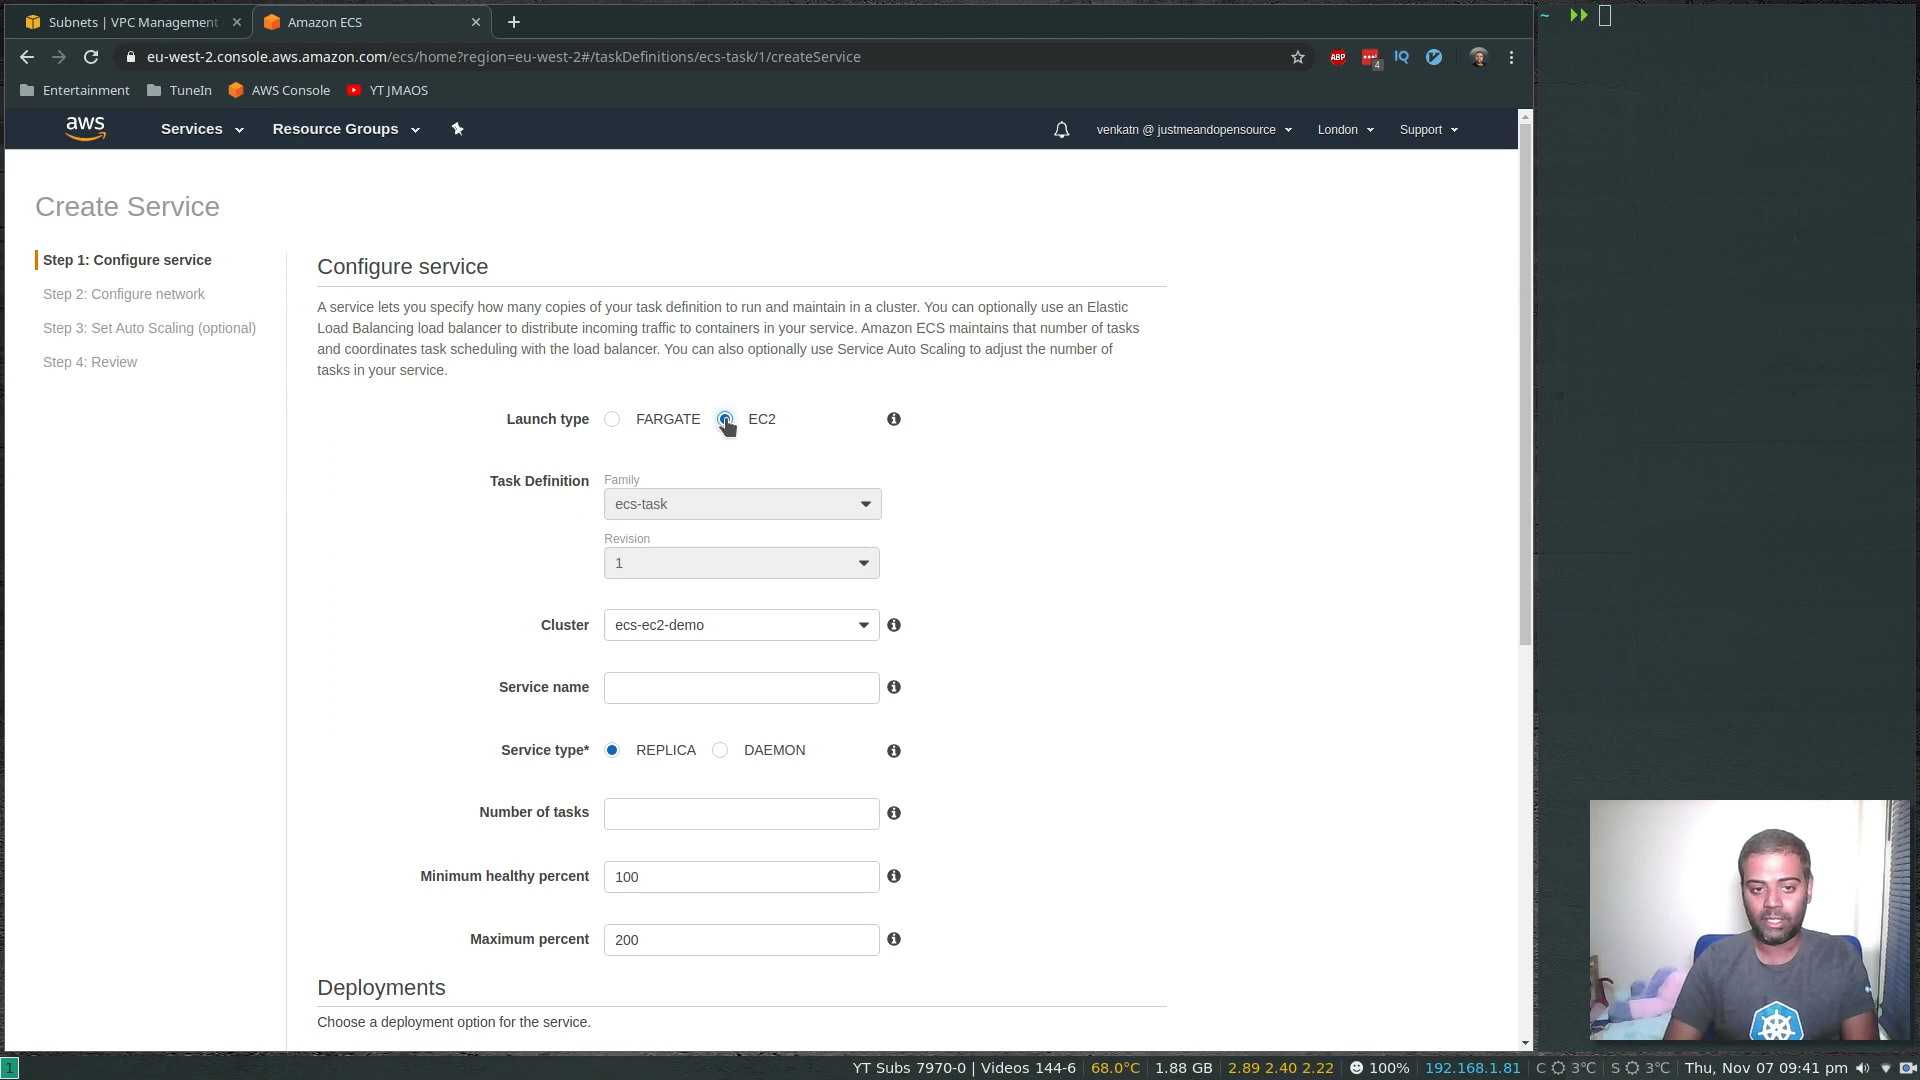 Subnets | VPC Management
Amazon ECS
~
eu-west-2.console.aws.amazon.com/ecs/home?region=eu-west-2#/taskDefinitions/ecs-task/1/createService
ABP
4
IQ
Entertainment
TuneIn
AWS Console
YT JMAOS
aws
Services
Resource Groups
venkatn @ justmeandopensource
London
Support
Create Service
Step 1: Configure service
Step 2: Configure network
Step 3: Set Auto Scaling (optional)
Step 4: Review
Configure service
A service lets you specify how many copies of your task definition to run and maintain in a cluster. You can optionally use an Elastic
Load Balancing load balancer to distribute incoming traffic to containers in your service. Amazon ECS maintains that number of tasks
and coordinates task scheduling with the load balancer. You can also optionally use Service Auto Scaling to adjust the number of
tasks in your service.
Launch type
FARGATE
EC2
Task Definition
Family
ecs-task
Revision
1
Cluster
ecs-ec2-demo
Service name
Service type*
REPLICA
DAEMON
Number of tasks
Minimum healthy percent
100
Maximum percent
200
Deployments
Choose a deployment option for the service.
1
YT Subs 7970-0 | Videos 144-6
68.0°C
1.88 GB
2.89 2.40 2.22
100%
192.168.1.81
C 3°C
S 3°C
Thu, Nov 07 09:41 pm